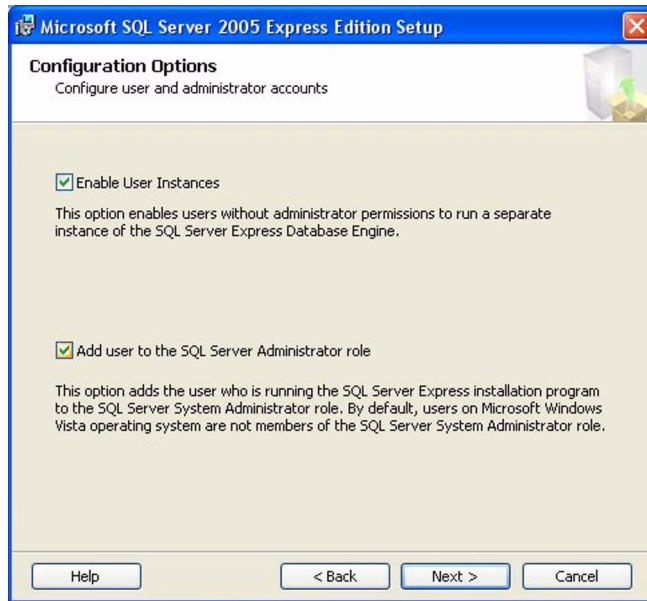 Microsoft SQL Server 2005 Express Edition Setup
Configuration Options
Configure user and administrator accounts
Enable User Instances
This option enables users without administrator permissions to run a separate
instance of the SQL Server Express Database Engine.
Add user to the SQL Server Administrator role
This option adds the user who is running the SQL Server Express installation program
to the SQL Server System Administrator role. By default, users on Microsoft Windows
Vista operating system are not members of the SQL Server System Administrator role.
Help
< Back
Next >
Cancel